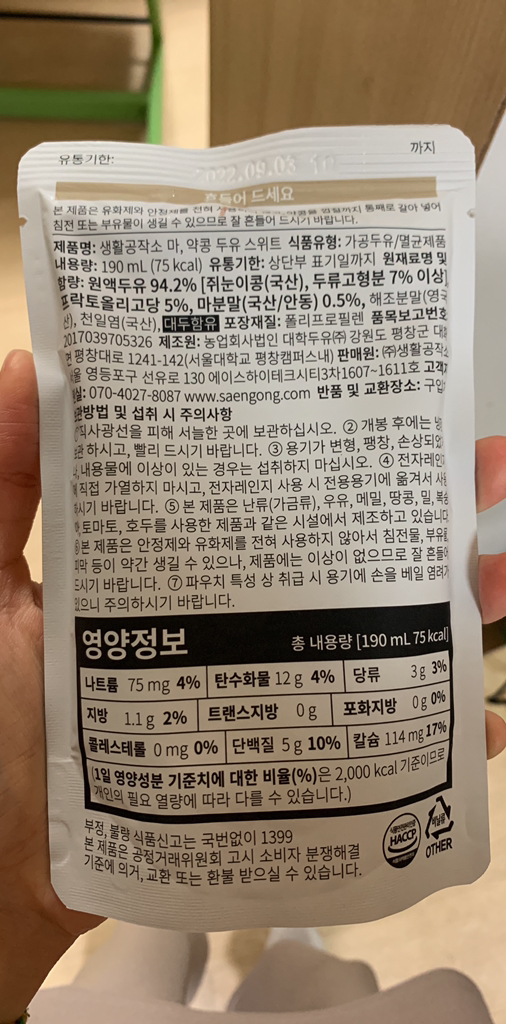 유통기한: 까지
2022.09.03
흔들어 드세요
본 제품은 유화제와 안정제를 전혀 통째로 갈아 넣어
침전 또는 부유물이 생길 수 있으므로 잘 흔들어 드시기 바랍니다.
제품명: 생활공작소 마, 약콩 두유 스위트 식품유형: 가공두유/멸균제품
내용량: 190 mL (75 kcal) 유통기한: 상단부 표기일까지 원재료명 및
함량: 원액두유 94.2% [쥐눈이콩(국산), 두류고형분 7% 이상]
프락토올리고당 5%, 마분말(국산/안동) 0.5%, 해조분말(영국
산), 천일염(국산), 대두함유 포장재질: 폴리프로필렌 품목보고번호:
2017039705326 제조원: 농업회사법인 대학두유㈜ 강원도 평창군 대화
면 평창대로 1241-142(서울대학교 평창캠퍼스내) 판매원: ㈜생활공작소
울 영등포구 선유로 130 에이스하이테크시티3차1607~1611호 고객
실: 070-4027-8087 www.saengong.com 반품 및 교환장소: 구입
보관방법 및 섭취 시 주의사항
① 직사광선을 피해 서늘한 곳에 보관하십시오. ② 개봉 후에는 냉
보관 하시고, 빨리 드시기 바랍니다. ③ 용기가 변형, 팽창, 손상되었
나, 내용물에 이상이 있는 경우는 섭취하지 마십시오. ④ 전자레인지
에 직접 가열하지 마시고, 전자레인지 사용 시 전용용기에 옮겨서 사용
하시기 바랍니다. ⑤ 본 제품은 난류(가금류), 우유, 메밀, 땅콩, 밀, 복숭
아, 토마토, 호두를 사용한 제품과 같은 시설에서 제조하고 있습니다.
⑥ 본 제품은 안정제와 유화제를 전혀 사용하지 않아서 침전물, 부유물,
피막 등이 약간 생길 수 있으나, 제품에는 이상이 없으므로 잘 흔들어
드시기 바랍니다. ⑦ 파우치 특성 상 취급 시 용기에 손을 베일 염려가
있으니 주의하시기 바랍니다.
영양정보 총 내용량 [190 mL 75 kcal]
나트륨 75 mg 4% 탄수화물 12 g 4% 당류 3 g 3%
지방 1.1 g 2% 트랜스지방 0 g 포화지방 0 g 0%
콜레스테롤 0 mg 0% 단백질 5 g 10% 칼슘 114 mg 17%
(1일 영양성분 기준치에 대한 비율(%)은 2,000 kcal 기준이므로
개인의 필요 열량에 따라 다를 수 있습니다.)
부정, 불량 식품신고는 국번없이 1399
본 제품은 공정거래위원회 고시 소비자 분쟁해결
기준에 의거, 교환 또는 환불 받으실 수 있습니다.
HACCP
비닐류
OTHER